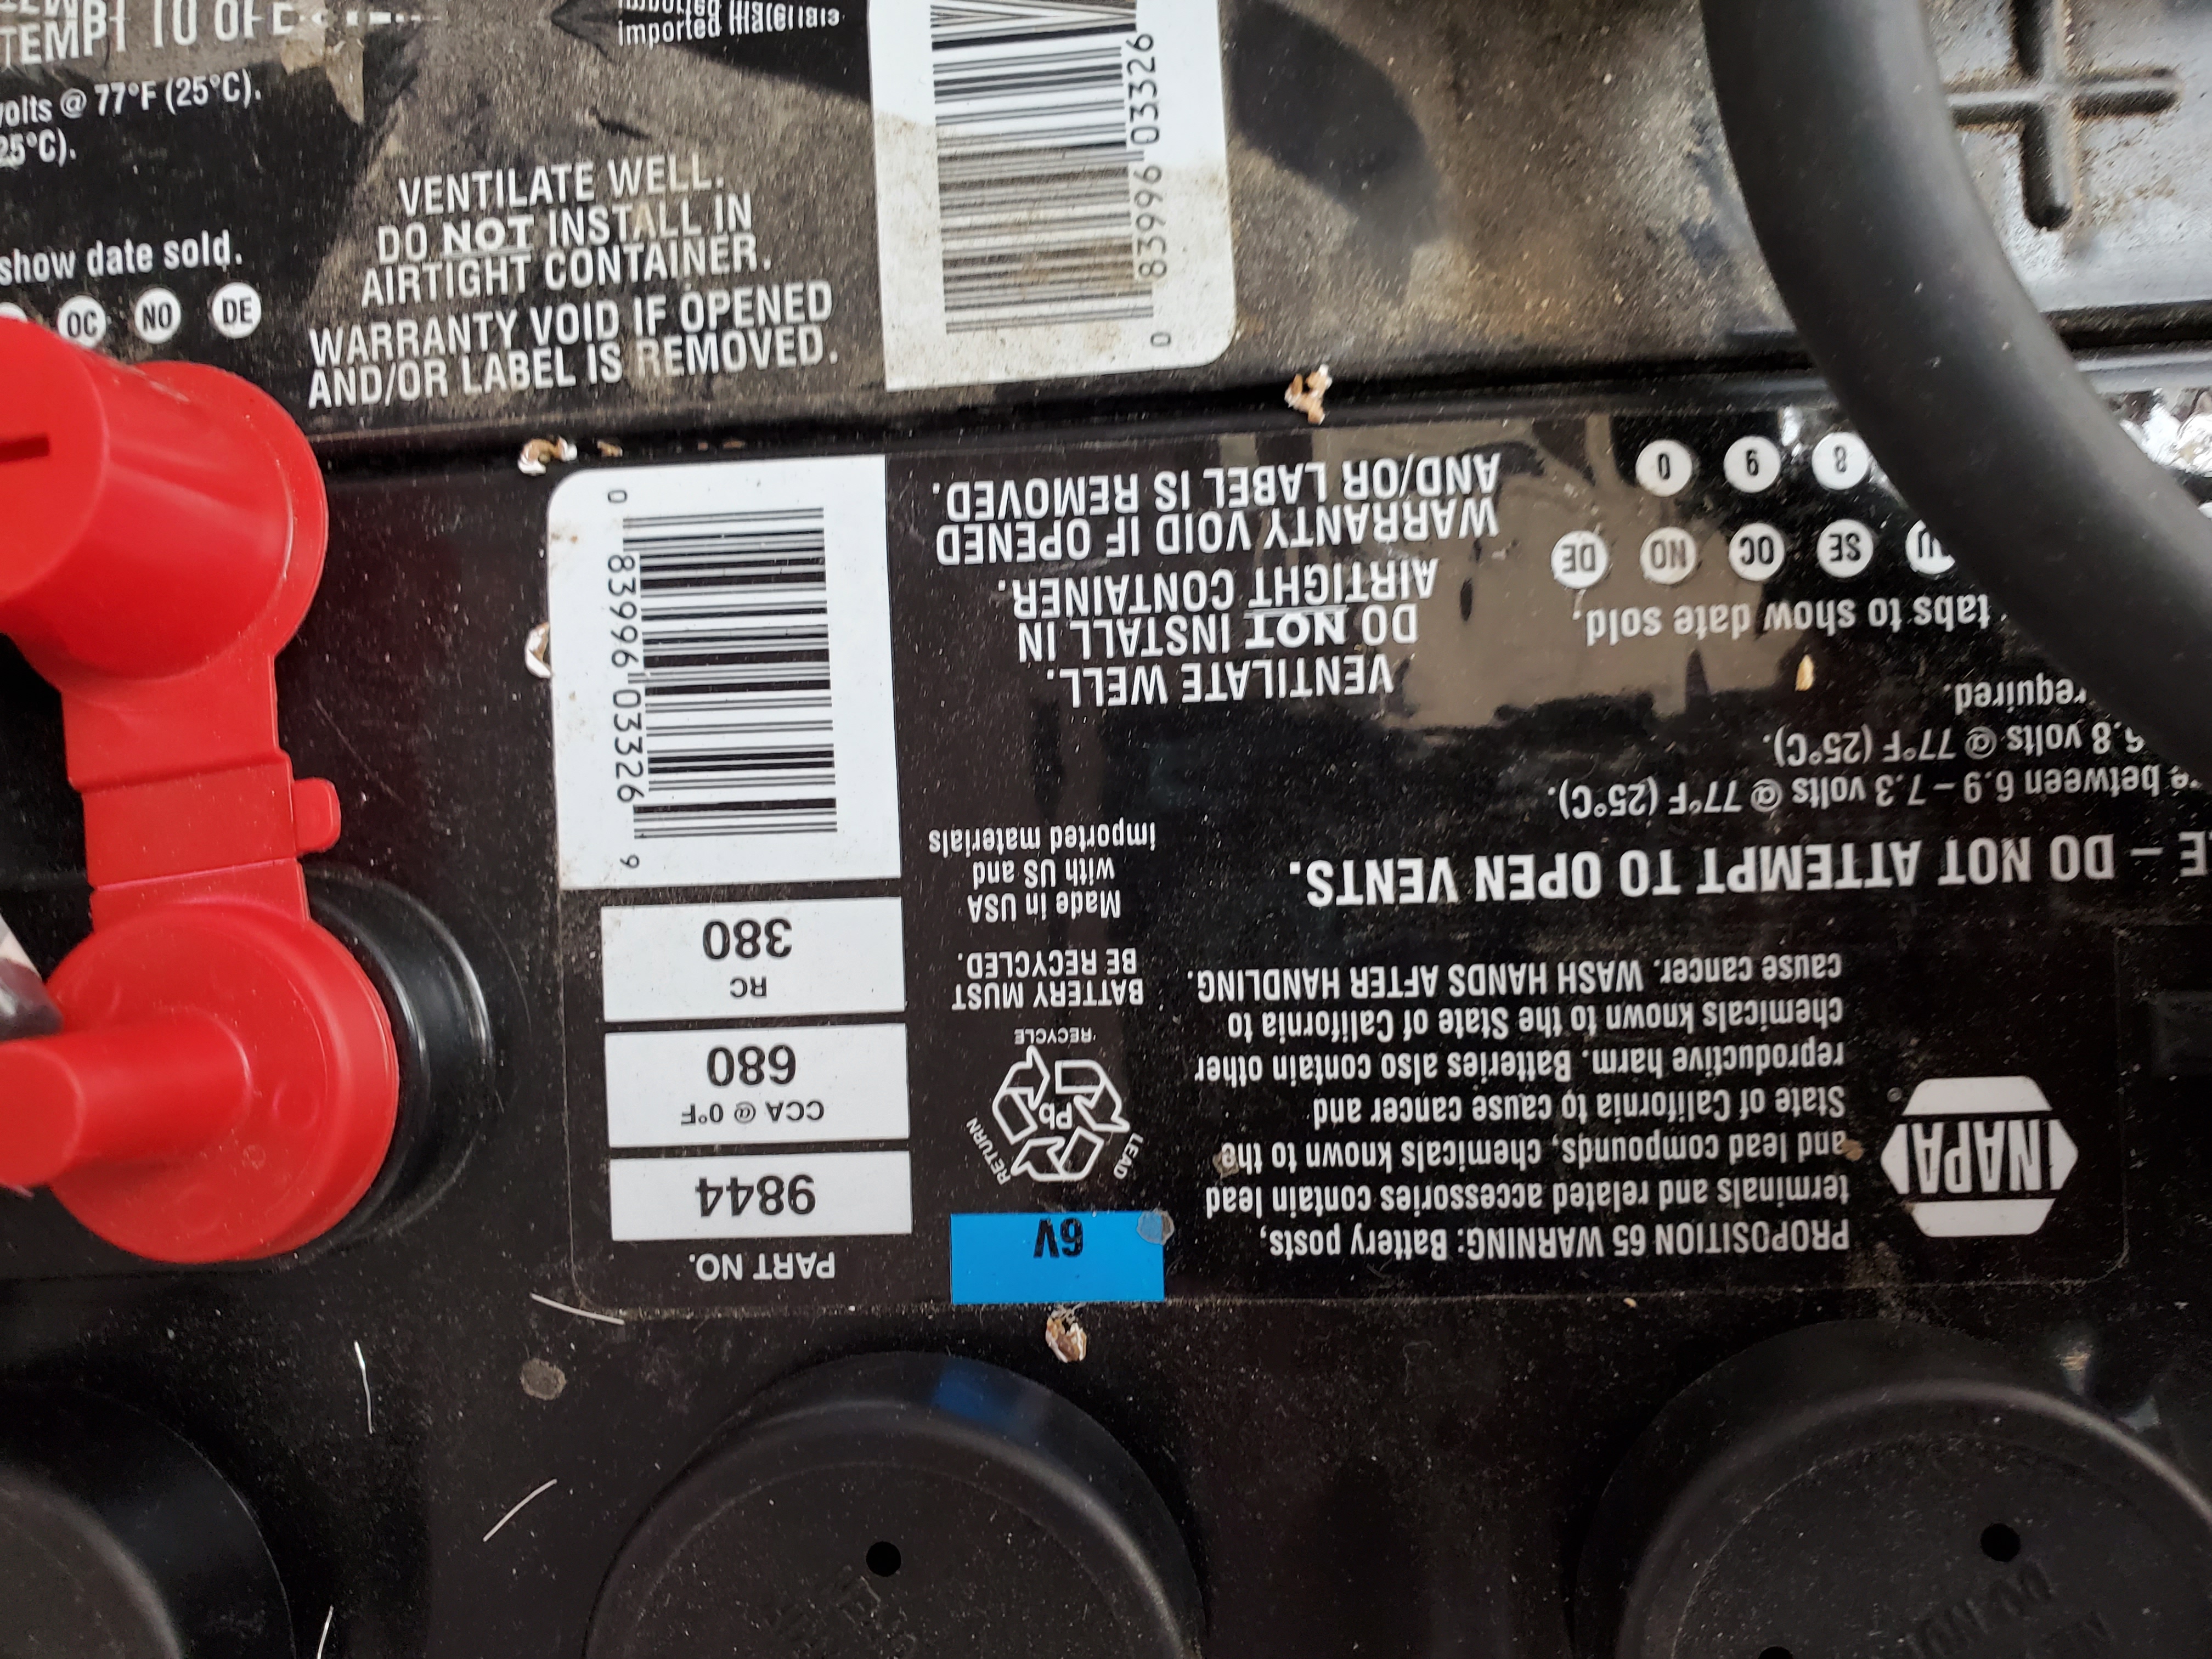 TEMPT TO
imported materials
volts @ 77°F (25°C).
25°C).
show date sold.
OC NO DE
VENTILATE WELL.
DO NOT INSTALL IN
AIRTIGHT CONTAINER.
WARRANTY VOID IF OPENED
AND/OR LABEL IS REMOVED.
0 83996 03326
PART NO.
9844
CCA @ 0°F
680
RC
380
0 83996 03326 9
6V
LEAD
RETURN
RECYCLE
Pb
BATTERY MUST
BE RECYCLED.
Made in USA
with US and
imported materials
NAPA
PROPOSITION 65 WARNING: Battery posts,
terminals and related accessories contain lead
and lead compounds, chemicals known to the
State of California to cause cancer and
reproductive harm. Batteries also contain other
chemicals known to the State of California to
cause cancer. WASH HANDS AFTER HANDLING.
E – DO NOT ATTEMPT TO OPEN VENTS.
between 6.9 – 7.3 volts @ 77°F (25°C).
6.8 volts @ 77°F (25°C).
required.
tabs to show date sold.
SE OC NO DE
8 9 0
VENTILATE WELL.
DO NOT INSTALL IN
AIRTIGHT CONTAINER.
WARRANTY VOID IF OPENED
AND/OR LABEL IS REMOVED.